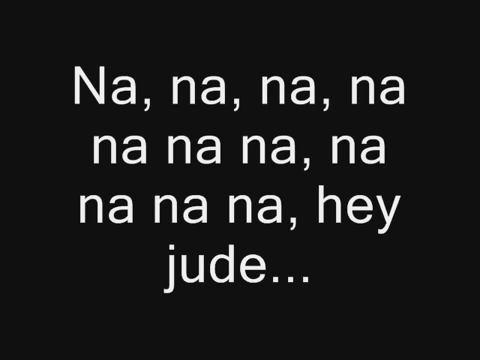 Na, na, na, na
na na na, na
na na na, hey
jude...